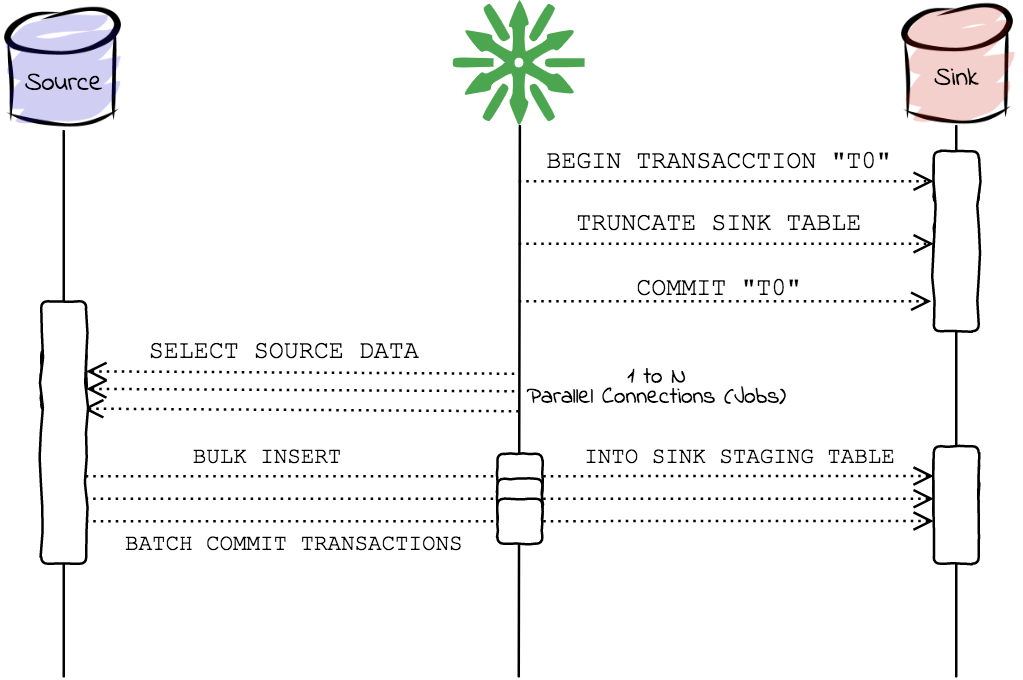 Source
Sink
BEGIN TRANSACCTION "T0"
TRUNCATE SINK TABLE
COMMIT "T0"
SELECT SOURCE DATA
1 to N
Parallel Connections (Jobs)
BULK INSERT
INTO SINK STAGING TABLE
BATCH COMMIT TRANSACTIONS